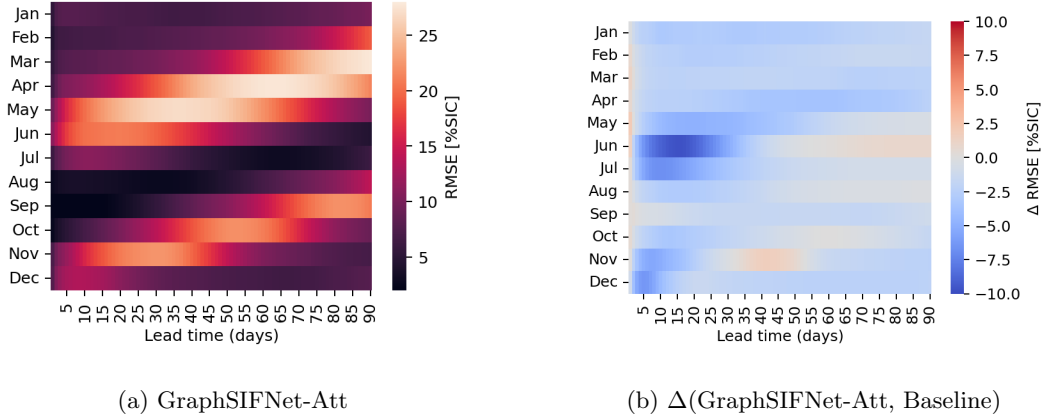 Jan
Feb
Mar
Apr
May
Jun
Jul
Aug
Sep
Oct
Nov
Dec
5 10 15 20 25 30 35 40 45 50 55 60 65 70 75 80 85 90
Lead time (days)
25
20
15
10
5
RMSE [%SIC]
(a) GraphSIFNet-Att
Jan
Feb
Mar
Apr
May
Jun
Jul
Aug
Sep
Oct
Nov
Dec
5 10 15 20 25 30 35 40 45 50 55 60 65 70 75 80 85 90
Lead time (days)
10.0
7.5
5.0
2.5
0.0
−2.5
−5.0
−7.5
−10.0
Δ RMSE [%SIC]
(b) Δ(GraphSIFNet-Att, Baseline)